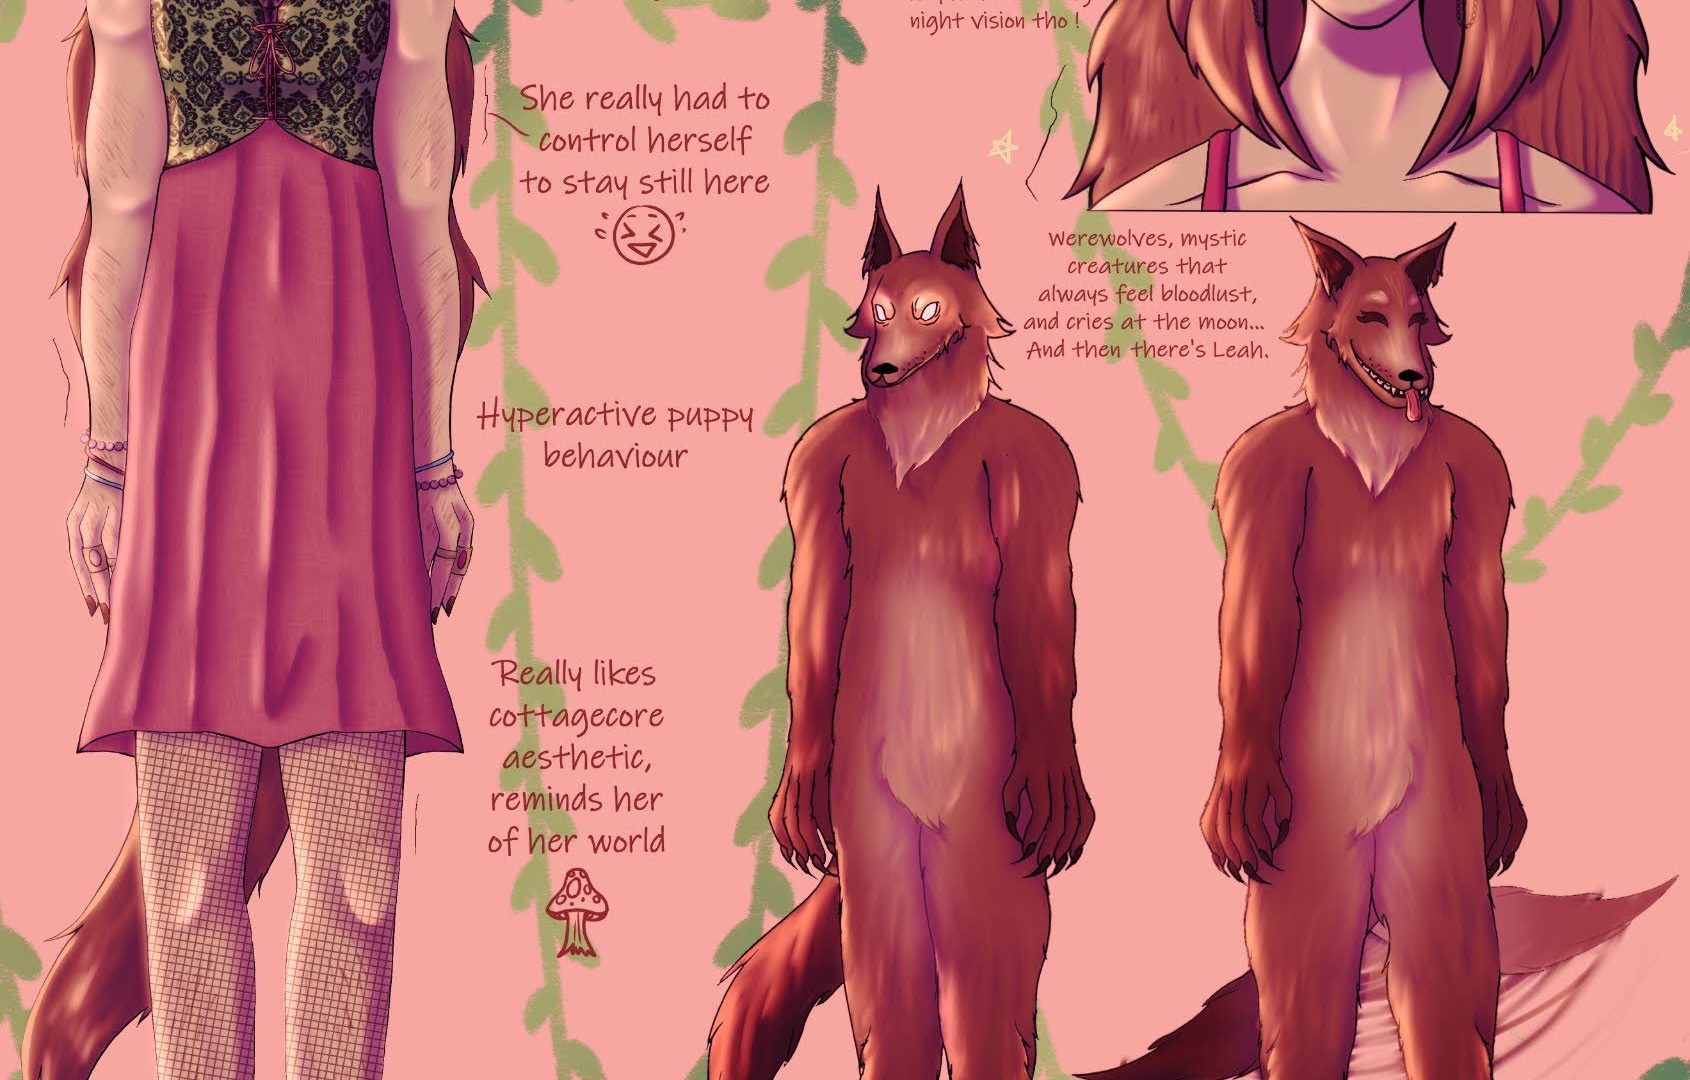 night vision tho !
She really had to
control herself
to stay still here
Werewolves, mystic
creatures that
always feel bloodlust,
and cries at the moon...
And then there's Leah.
Hyperactive puppy
behaviour
Really likes
cottagecore
aesthetic,
reminds her
of her world